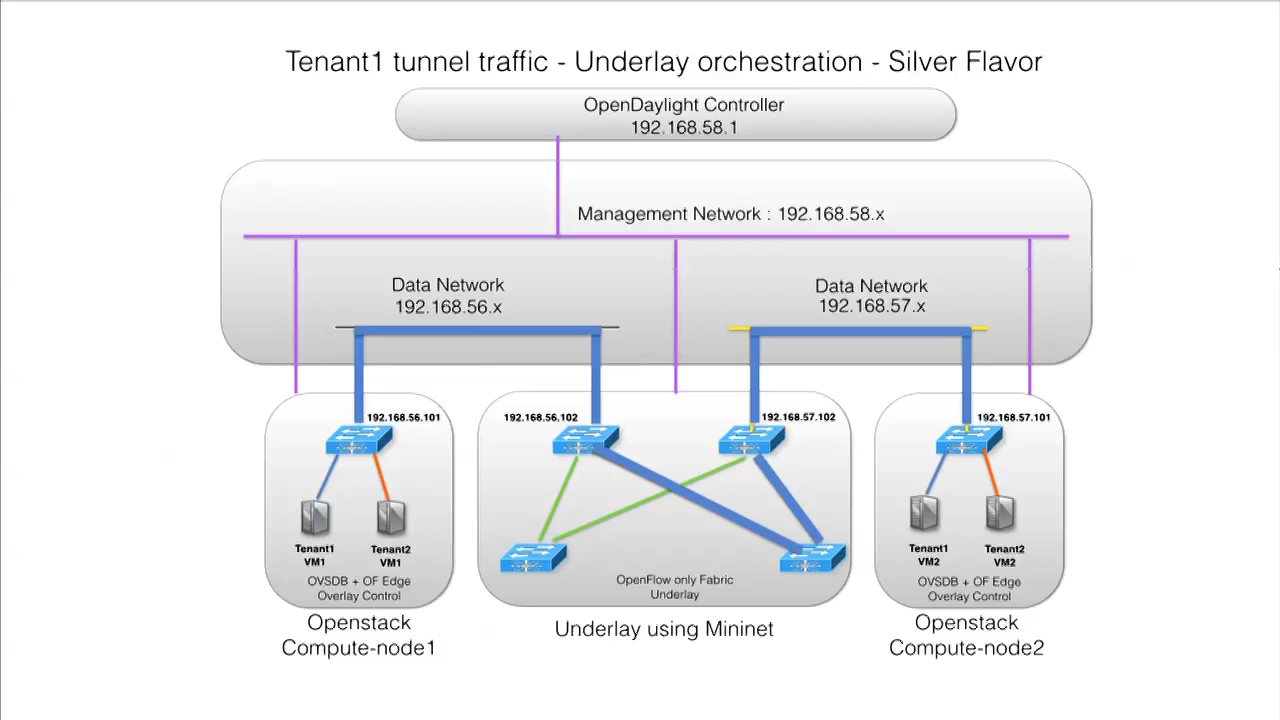 Tenant1 tunnel traffic - Underlay orchestration - Silver Flavor
OpenDaylight Controller
192.168.58.1
Management Network : 192.168.58.x
Data Network
192.168.56.x
Data Network
192.168.57.x
192.168.56.101
192.168.56.102
192.168.57.102
192.168.57.101
Tenant1
VM1
Tenant2
VM1
OVSDB + OF Edge
Overlay Control
OpenFlow only Fabric
Underlay
Tenant1
VM2
Tenant2
VM2
OVSDB + OF Edge
Overlay Control
Openstack
Compute-node1
Underlay using Mininet
Openstack
Compute-node2